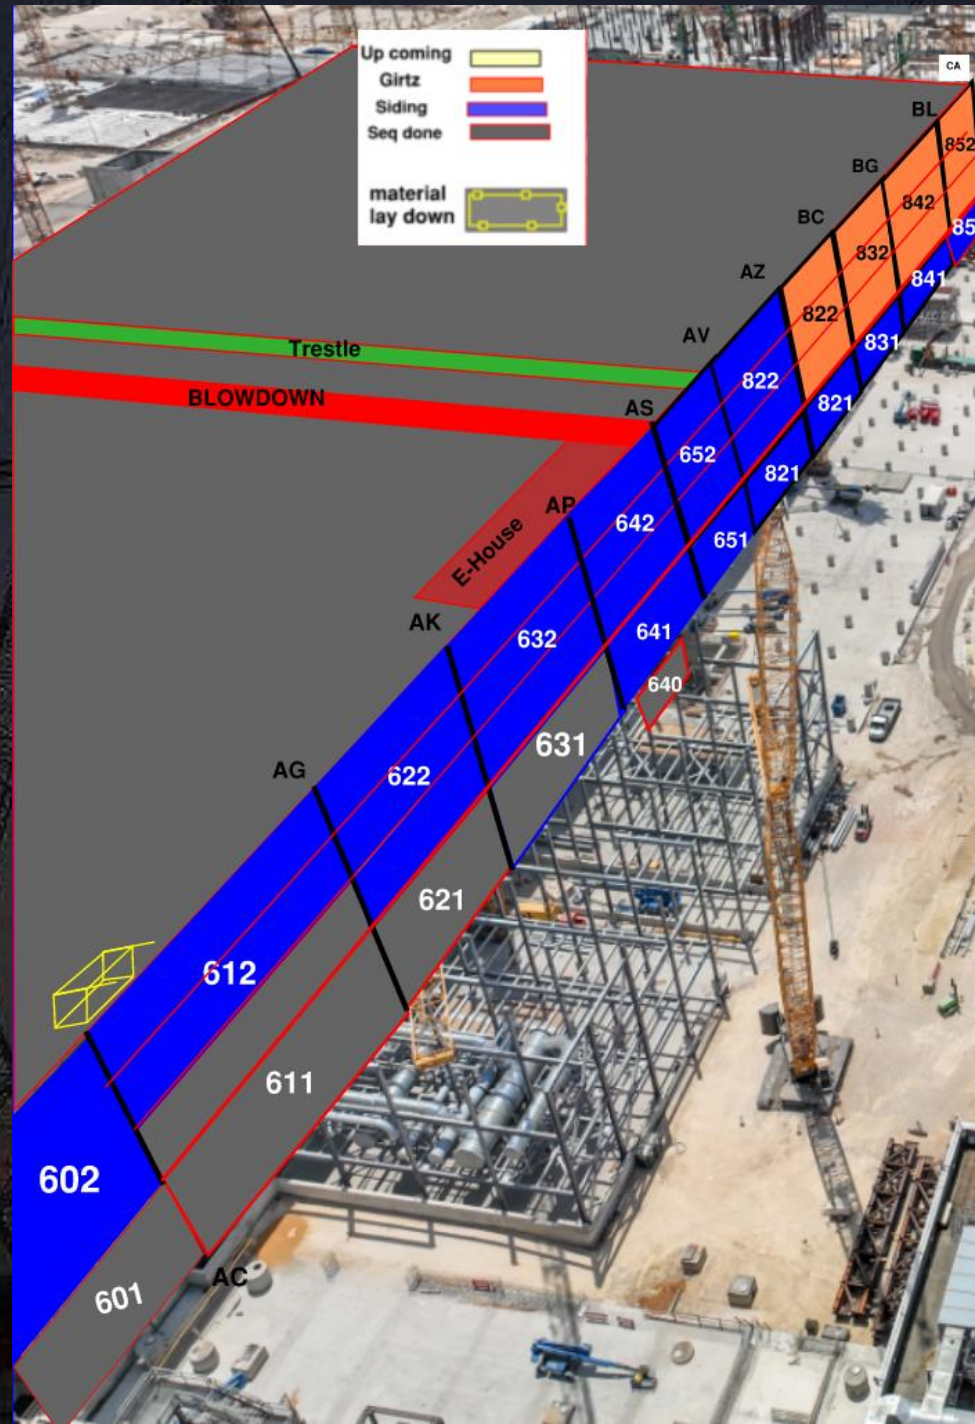 Up coming
Girtz
Siding
Seq done
material
lay down
CA
BL
852
BG
842
BC
832
85
841
AZ
822
831
AV
822
821
Trestle
BLOWDOWN
AS
652
821
AP
642
651
E-House
AK
632
641
640
631
AG
622
621
612
611
602
601
AC